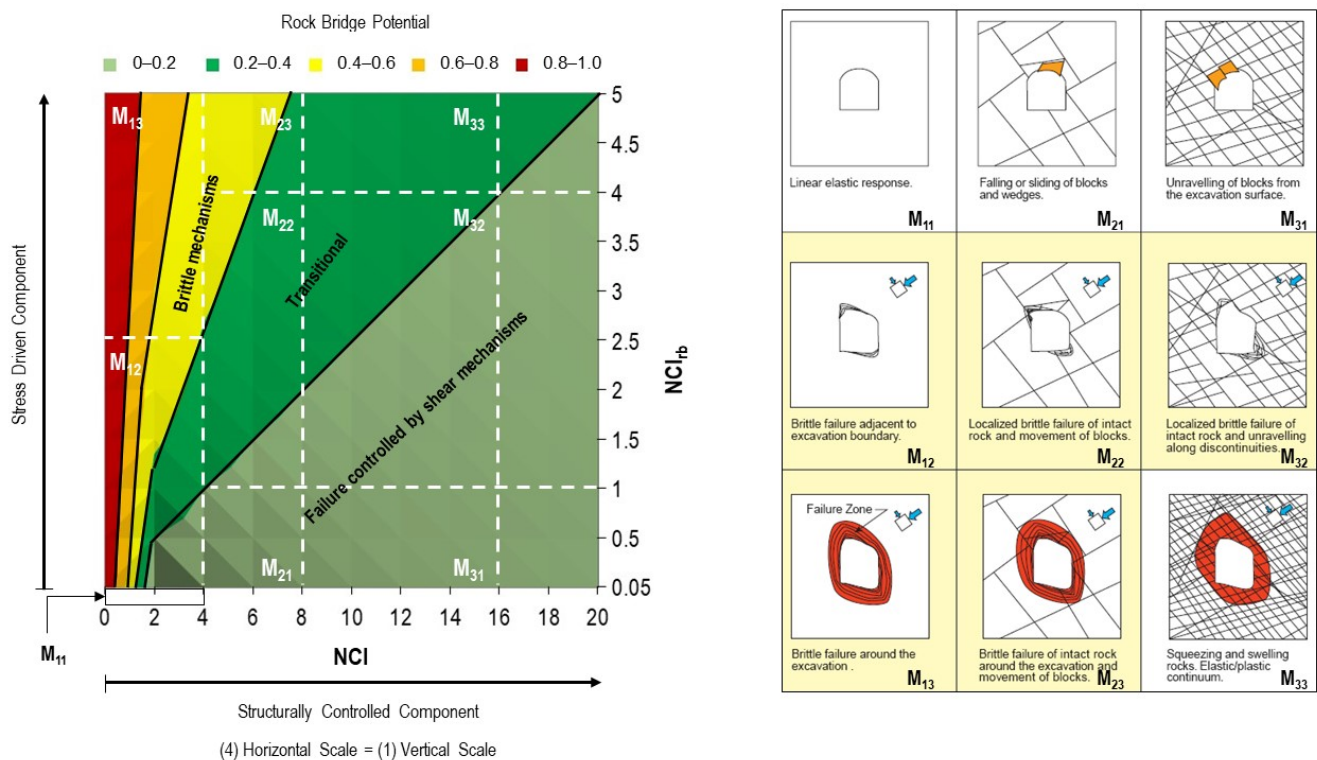 Rock Bridge Potential
0–0.2 0.2–0.4 0.4–0.6 0.6–0.8 0.8–1.0
M13 M23 M33
M12 M22 M32
M21 M31
M11
Brittle mechanisms
Transitional
Failure controlled by shear mechanisms
Stress Driven Component
5
4.5
4
3.5
3
2.5
2
1.5
1
0.5
0.05
NCIrb
0 2 4 6 8 10 12 14 16 18 20
NCI
Structurally Controlled Component
(4) Horizontal Scale = (1) Vertical Scale
Linear elastic response.
M11
Falling or sliding of blocks
and wedges.
M21
Unravelling of blocks from
the excavation surface.
M31
Brittle failure adjacent to
excavation boundary.
M12
Localized brittle failure of intact
rock and movement of blocks.
M22
Localized brittle failure of
intact rock and unravelling
along discontinuities.
M32
Failure Zone
Brittle failure around the
excavation .
M13
Brittle failure of intact rock
around the excavation and
movement of blocks.
M23
Squeezing and swelling
rocks. Elastic/plastic
continuum.
M33